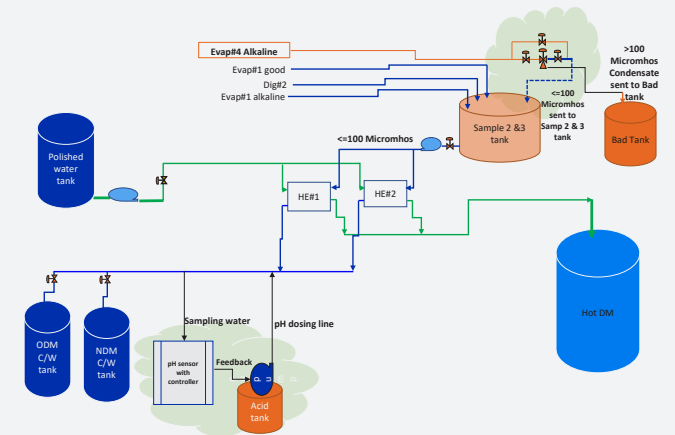 Evap#4 Alkaline
Evap#1 good
Dig#2
Evap#1 alkaline
>100
Micromhos
Condensate
sent to Bad
tank
<=100
Micromhos
sent to
Samp 2 & 3
tank
Sample 2 &3
tank
Bad Tank
<=100 Micromhos
Polished
water
tank
HE#1
HE#2
Hot DM
Sampling water
pH dosing line
ODM
C/W
tank
NDM
C/W
tank
pH sensor
with
controller
Feedback
Acid
tank